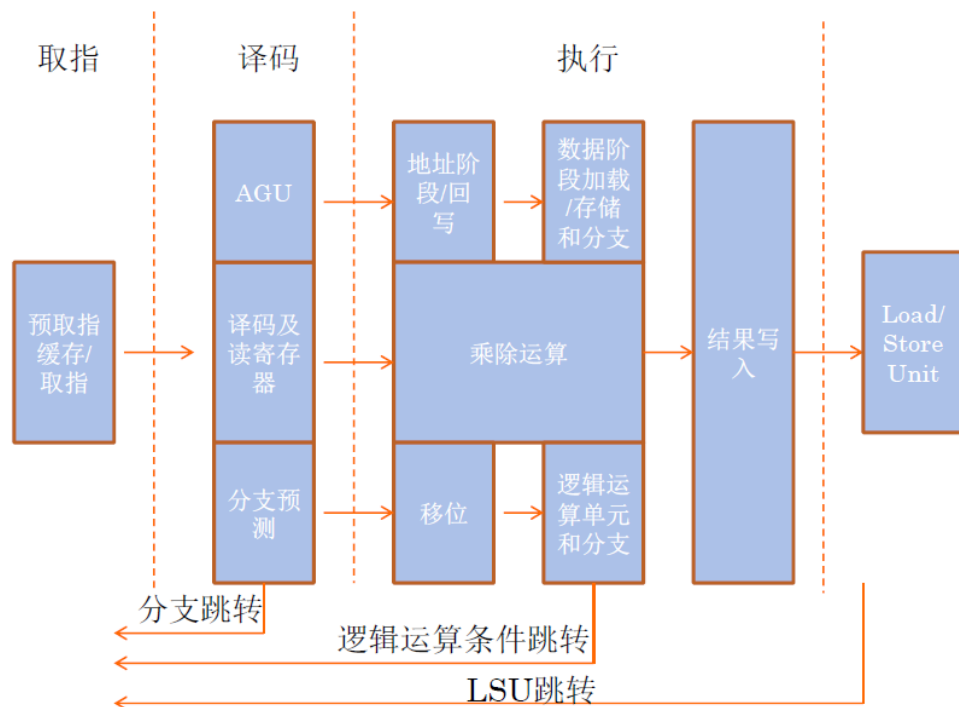 取指
译码
执行
AGU
地址阶
段/回
写
数据阶
段加载
/存储
和分支
预取指
缓存/
取指
译码及
读寄存
器
乘除运算
结果写
入
Load/
Store
Unit
分支预
测
移位
逻辑运
算单元
和分支
分支跳转
逻辑运算条件跳转
LSU跳转